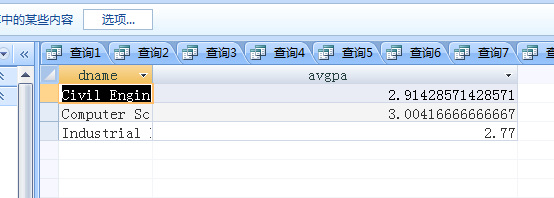 中的某些内容 选项...
查询1 查询2 查询3 查询4 查询5 查询6 查询7
dname avgpa
Civil Engin 2.91428571428571
Computer Sc 3.00416666666667
Industrial 2.77